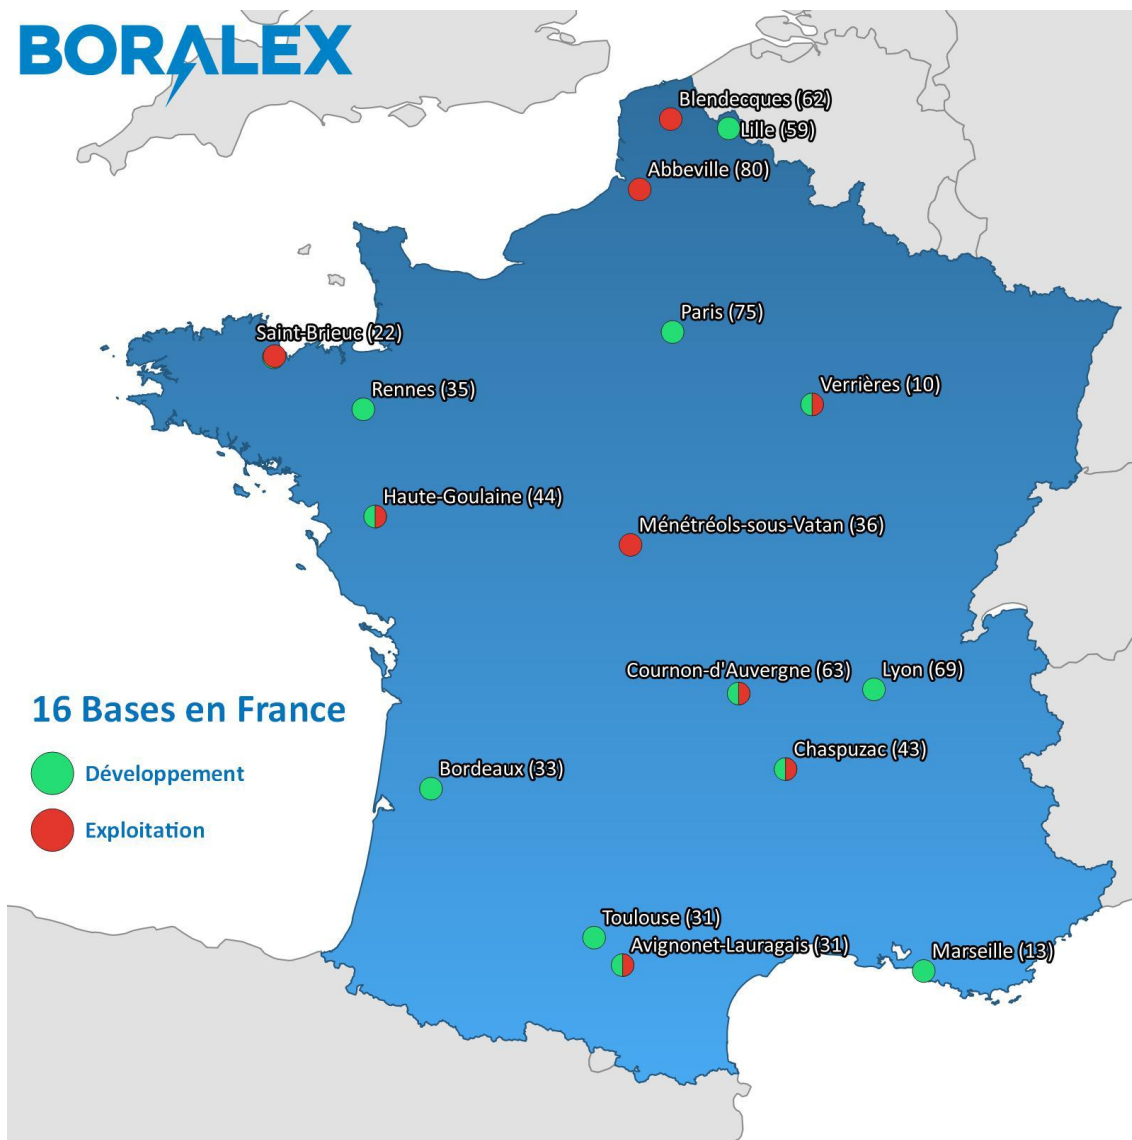 BORALEX
Blendecques (62)
Lille (59)
Abbeville (80)
Paris (75)
Saint-Brieuc (22)
Rennes (35)
Verrières (10)
Haute-Goulaine (44)
Ménétréols-sous-Vatan (36)
Cournon-d'Auvergne (63)
Lyon (69)
16 Bases en France
Développement
Exploitation
Chaspuzac (43)
Bordeaux (33)
Toulouse (31)
Avignonet-Lauragais (31)
Marseille (13)